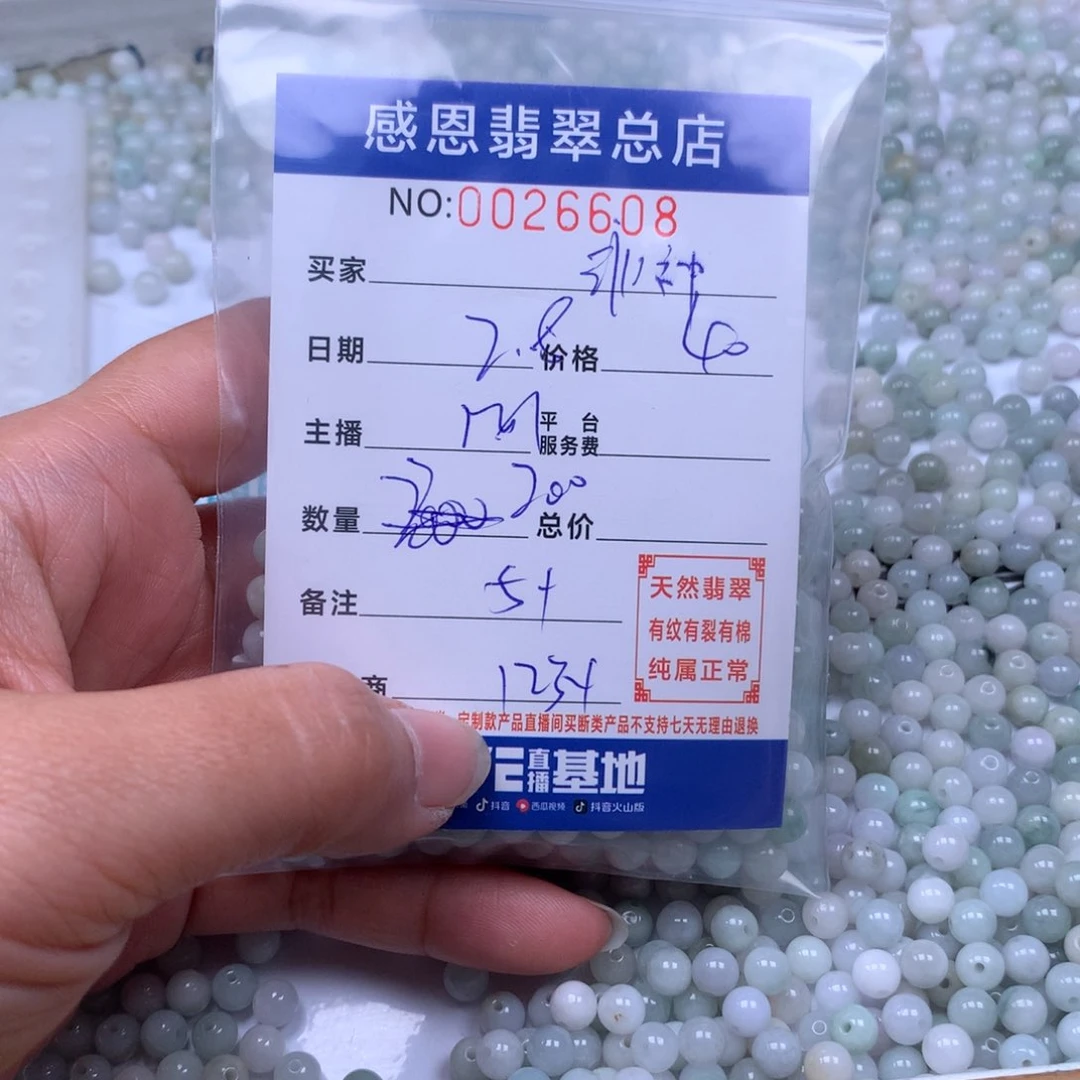 感恩翡翠总店
NO:0026608
买家
日期 7.8 价格 40
主播 平台服务费
数量 200 总价
备注 5+
天然翡翠
有纹有裂有棉
纯属正常
商
定制款产品直播间买断类产品不支持七天无理由退换
直播基地
抖音 西瓜视频 抖音火山版